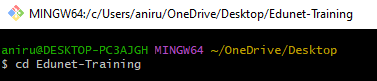 MINGW64:/c/Users/aniru/OneDrive/Desktop/Edunet-Training
aniru@DESKTOP-PC3AJGH MINGW64 ~/OneDrive/Desktop
$ cd Edunet-Training